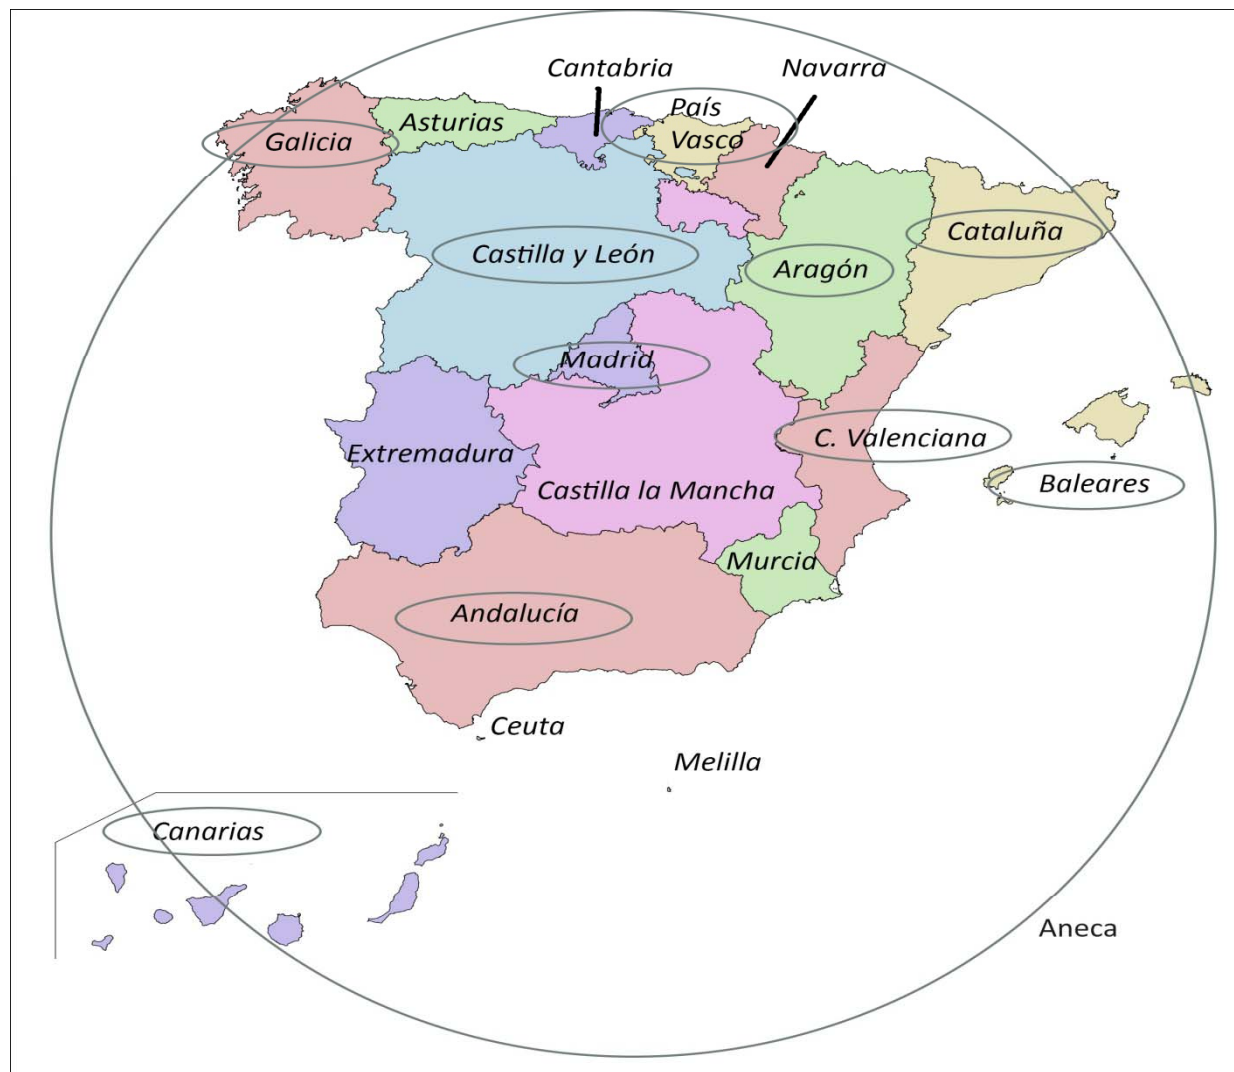 Cantabria
Navarra
País
Vasco
Asturias
Galicia
Cataluña
Castilla y León
Aragón
Madrid
C. Valenciana
Extremadura
Baleares
Castilla la Mancha
Murcia
Andalucía
Ceuta
Melilla
Canarias
Aneca